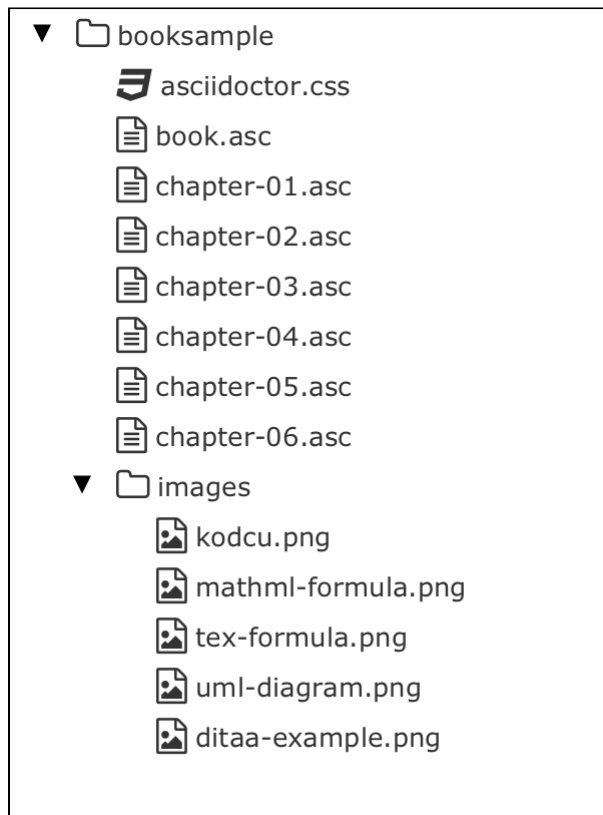 booksample
asciidoctor.css
book.asc
chapter-01.asc
chapter-02.asc
chapter-03.asc
chapter-04.asc
chapter-05.asc
chapter-06.asc
images
kodcu.png
mathml-formula.png
tex-formula.png
uml-diagram.png
ditaa-example.png